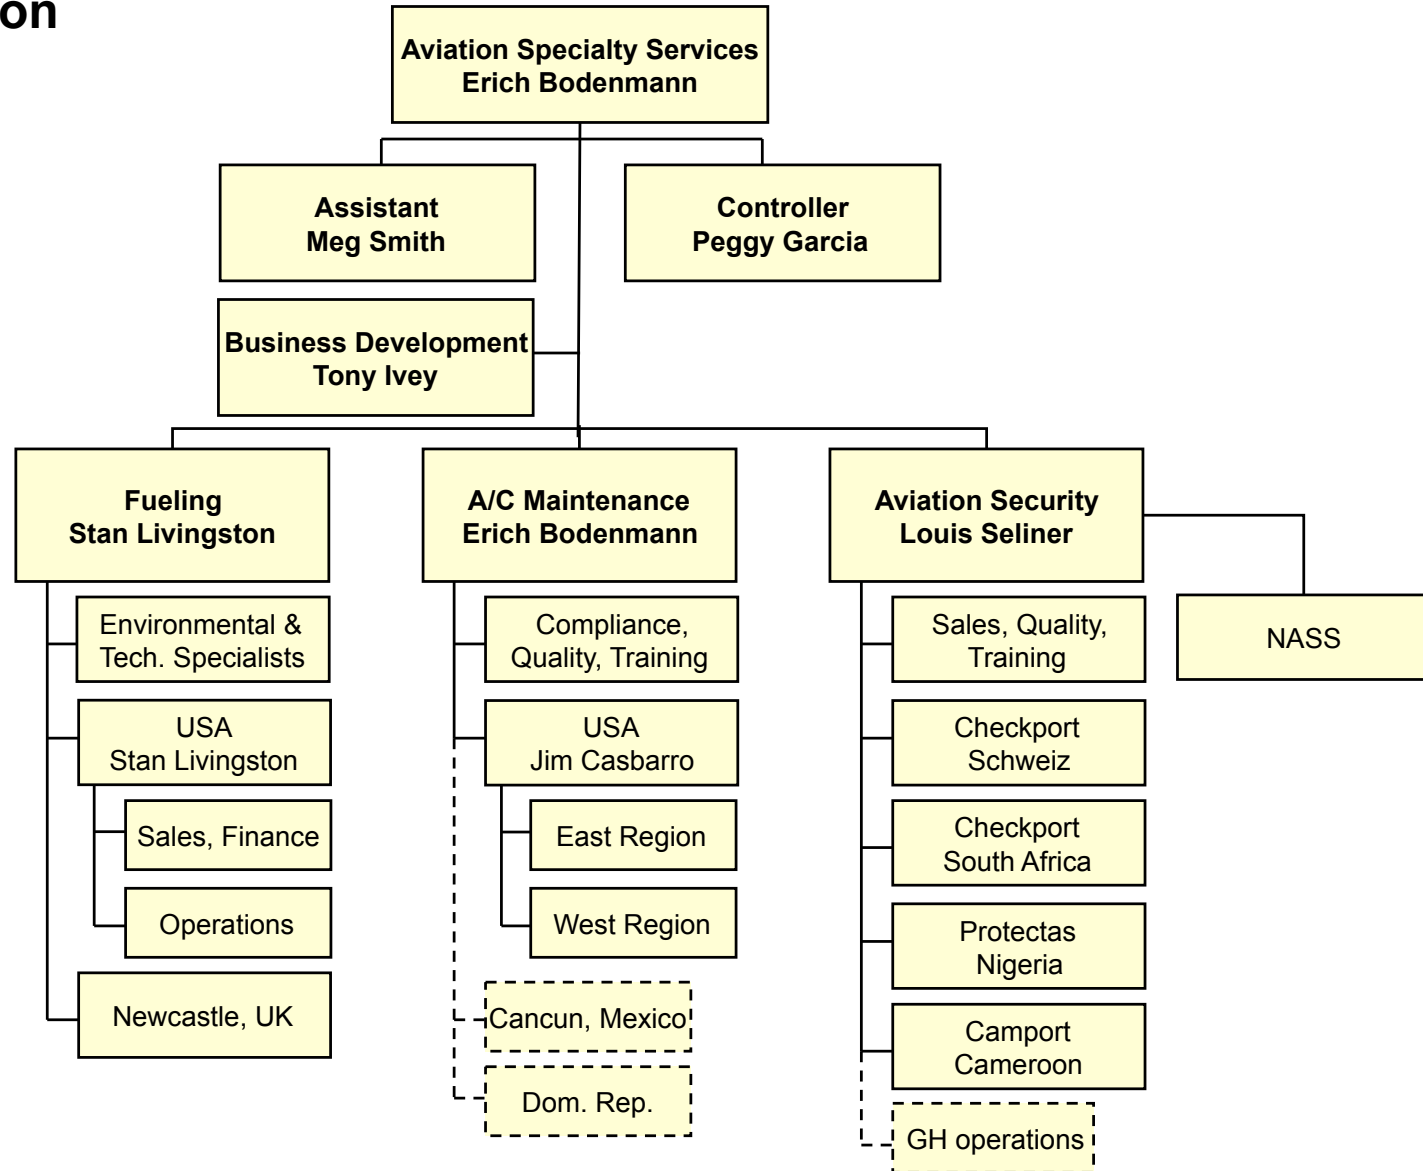 on
Aviation Specialty Services
Erich Bodenmann
Assistant
Meg Smith
Controller
Peggy Garcia
Business Development
Tony Ivey
Fueling
Stan Livingston
Environmental &
Tech. Specialists
USA
Stan Livingston
Sales, Finance
Operations
Newcastle, UK
A/C Maintenance
Erich Bodenmann
Compliance,
Quality, Training
USA
Jim Casbarro
East Region
West Region
Cancun, Mexico
Dom. Rep.
Aviation Security
Louis Seliner
Sales, Quality,
Training
Checkport
Schweiz
Checkport
South Africa
Protectas
Nigeria
Camport
Cameroon
GH operations
NASS